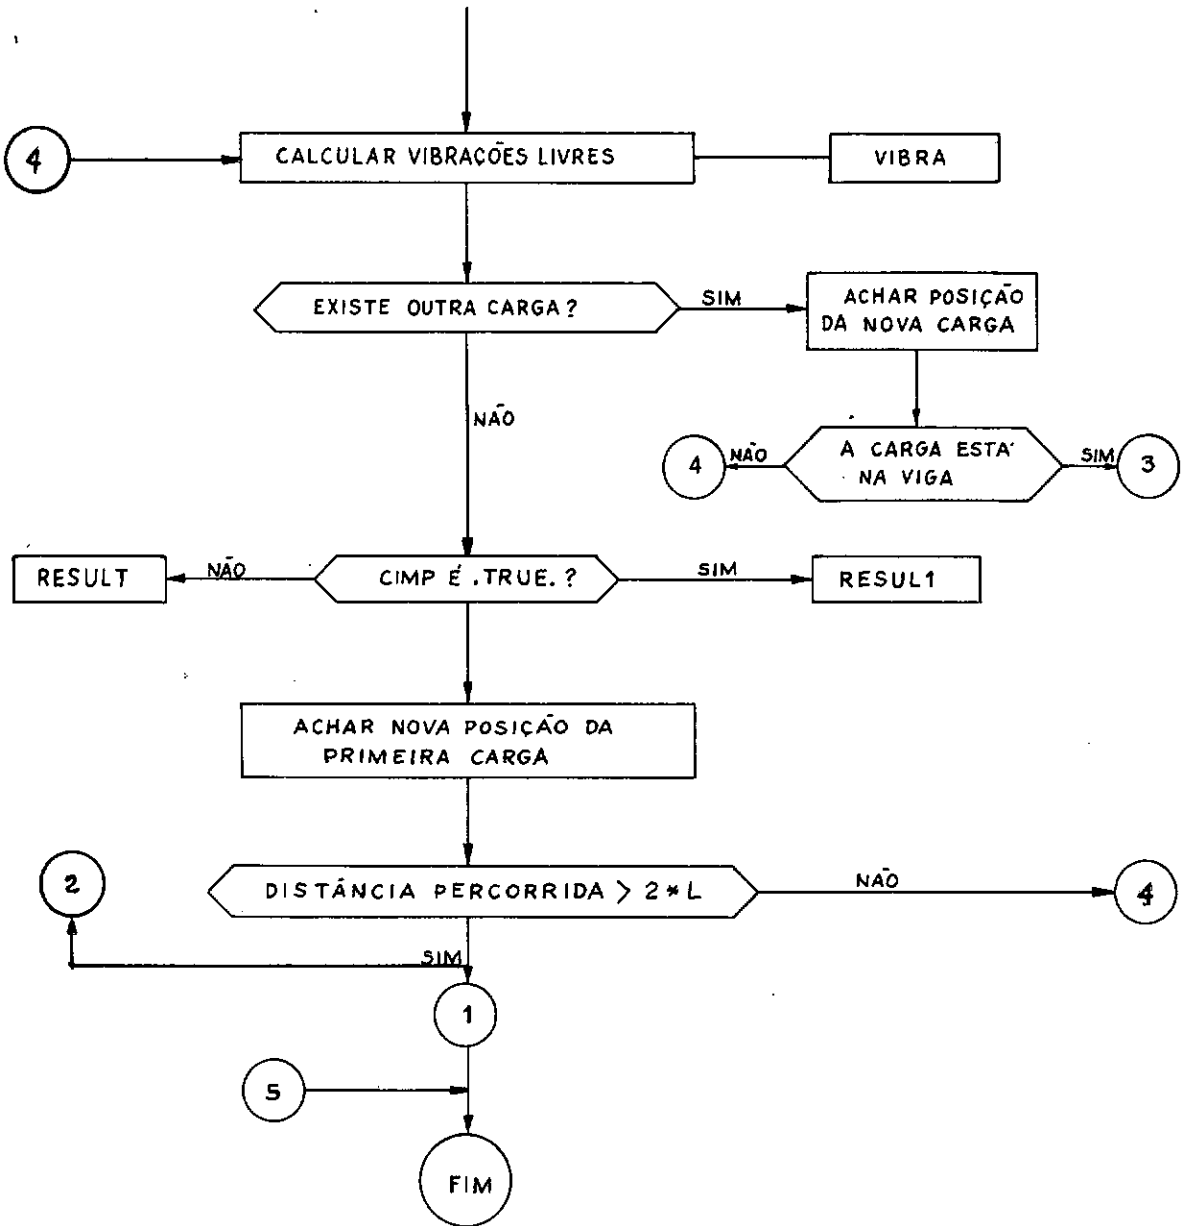 4
CALCULAR VIBRAÇÕES LIVRES
VIBRA
EXISTE OUTRA CARGA?
SIM
ACHAR POSIÇÃO
DA NOVA CARGA
NÃO
4
NÃO
A CARGA ESTÁ
NA VIGA
SIM
3
RESULT
NÃO
CIMP É .TRUE.?
SIM
RESUL1
ACHAR NOVA POSIÇÃO DA
PRIMEIRA CARGA
2
DISTÂNCIA PERCORRIDA > 2*L
NÃO
4
SIM
1
5
FIM